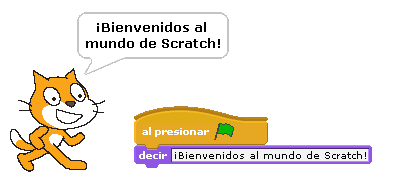 ¡Bienvenidos al
mundo de Scratch!
al presionar
decir ¡Bienvenidos al mundo de Scratch!